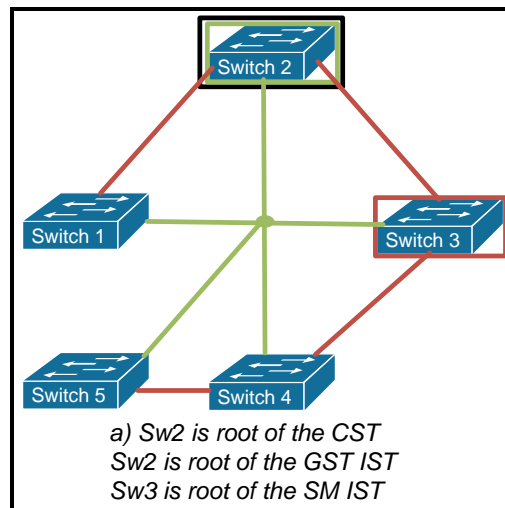 Switch 2
Switch 1
Switch 3
Switch 5
Switch 4
a) Sw2 is root of the CST
Sw2 is root of the GST IST
Sw3 is root of the SM IST